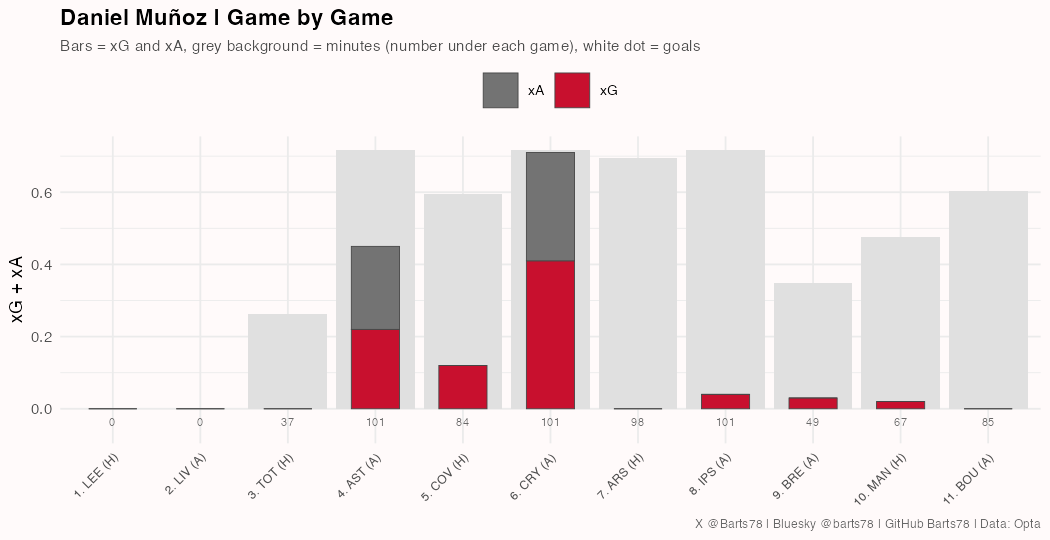 Daniel Muñoz | Game by Game
Bars = xG and xA, grey background = minutes (number under each game), white dot = goals
xA xG
xG + xA
0.6
0.4
0.2
0.0
0 0 37 101 84 101 98 101 49 67 85
1. LEE (H) 2. LIV (A) 3. TOT (H) 4. AST (A) 5. COV (H) 6. CRY (A) 7. ARS (H) 8. IPS (A) 9. BRE (A) 10. MAN (H) 11. BOU (A)
X @Barts78 | Bluesky @barts78 | GitHub Barts78 | Data: Opta